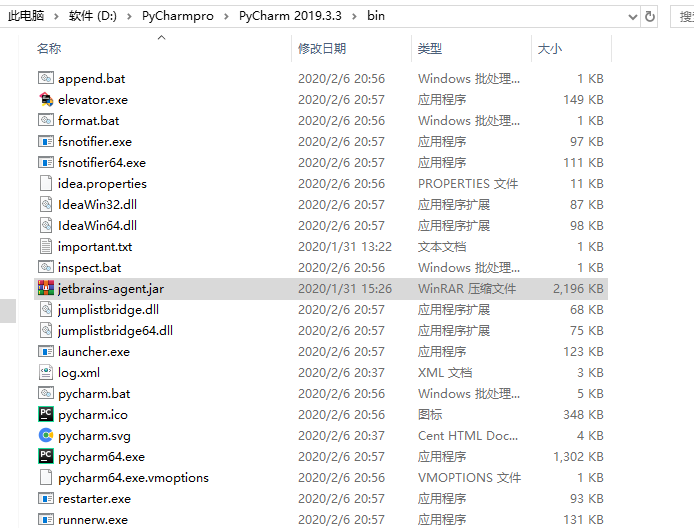 此电脑 > 软件 (D:) > PyCharmpro > PyCharm 2019.3.3 > bin
名称 修改日期 类型 大小
append.bat 2020/2/6 20:56 Windows 批处理... 1 KB
elevator.exe 2020/2/6 20:57 应用程序 149 KB
format.bat 2020/2/6 20:56 Windows 批处理... 1 KB
fsnotifier.exe 2020/2/6 20:57 应用程序 97 KB
fsnotifier64.exe 2020/2/6 20:57 应用程序 111 KB
idea.properties 2020/2/6 20:56 PROPERTIES 文件 11 KB
IdeaWin32.dll 2020/2/6 20:57 应用程序扩展 87 KB
IdeaWin64.dll 2020/2/6 20:57 应用程序扩展 98 KB
important.txt 2020/1/31 13:22 文本文档 1 KB
inspect.bat 2020/2/6 20:56 Windows 批处理... 1 KB
jetbrains-agent.jar 2020/1/31 15:26 WinRAR 压缩文件 2,196 KB
jumplistbridge.dll 2020/2/6 20:57 应用程序扩展 68 KB
jumplistbridge64.dll 2020/2/6 20:57 应用程序扩展 75 KB
launcher.exe 2020/2/6 20:57 应用程序 123 KB
log.xml 2020/2/6 20:37 XML 文档 3 KB
pycharm.bat 2020/2/6 20:56 Windows 批处理... 5 KB
pycharm.ico 2020/2/6 20:56 图标 348 KB
pycharm.svg 2020/2/6 20:37 Cent HTML Doc... 4 KB
pycharm64.exe 2020/2/6 20:57 应用程序 1,302 KB
pycharm64.exe.vmoptions 2020/2/6 20:56 VMOPTIONS 文件 1 KB
restarter.exe 2020/2/6 20:57 应用程序 93 KB
runnerw.exe 2020/2/6 20:57 应用程序 131 KB